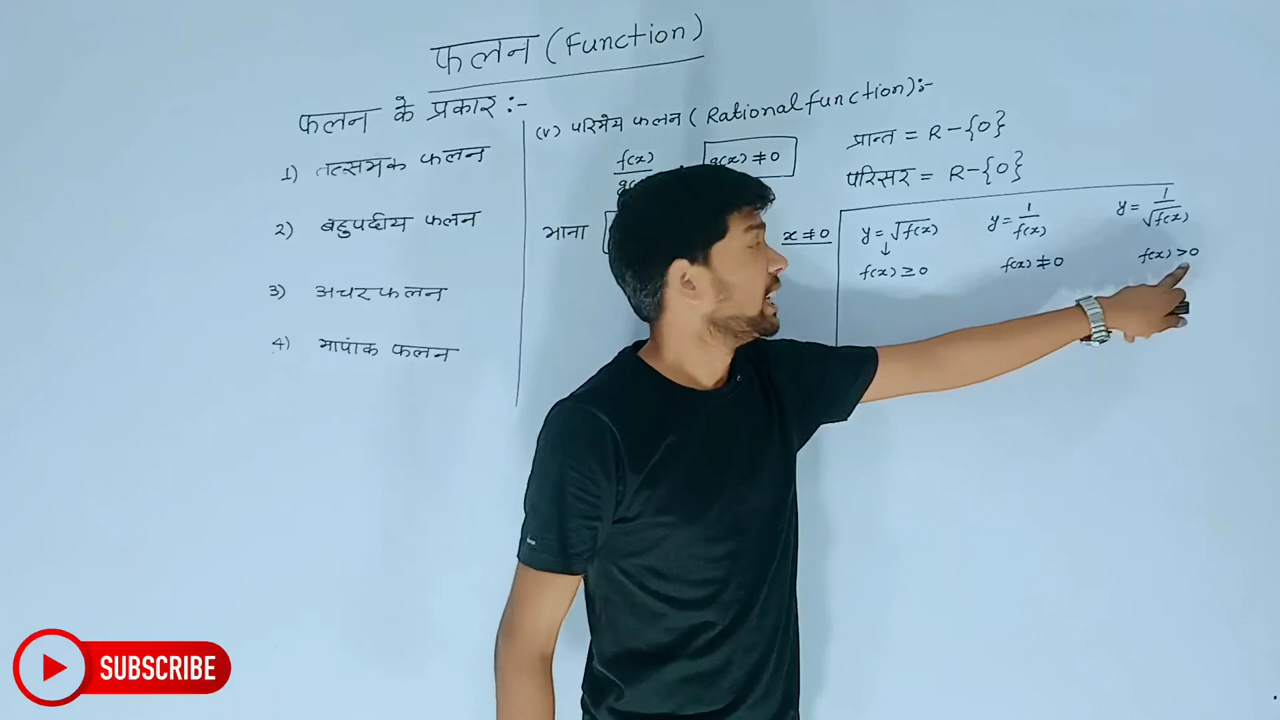 फलन (Function)
फलन के प्रकार :-
1) तत्समक फलन
2) बहुपदीय फलन
3) अचर फलन
4) मापांक फलन
(v) परिमेय फलन (Rational function):-
f(x)
g(x) ≠ 0
माना
x ≠ 0
प्रान्त = R - {0}
परिसर = R - {0}
y = √f(x)
↓
f(x) ≥ 0
y = 1/f(x)
f(x) ≠ 0
y = 1/√f(x)
f(x) > 0
SUBSCRIBE